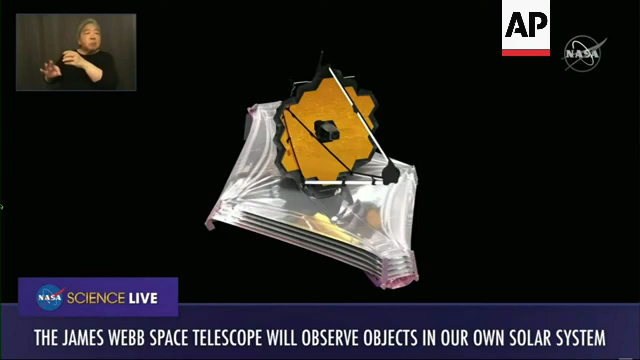 AP
NASA
NASA
SCIENCE LIVE
THE JAMES WEBB SPACE TELESCOPE WILL OBSERVE OBJECTS IN OUR OWN SOLAR SYSTEM